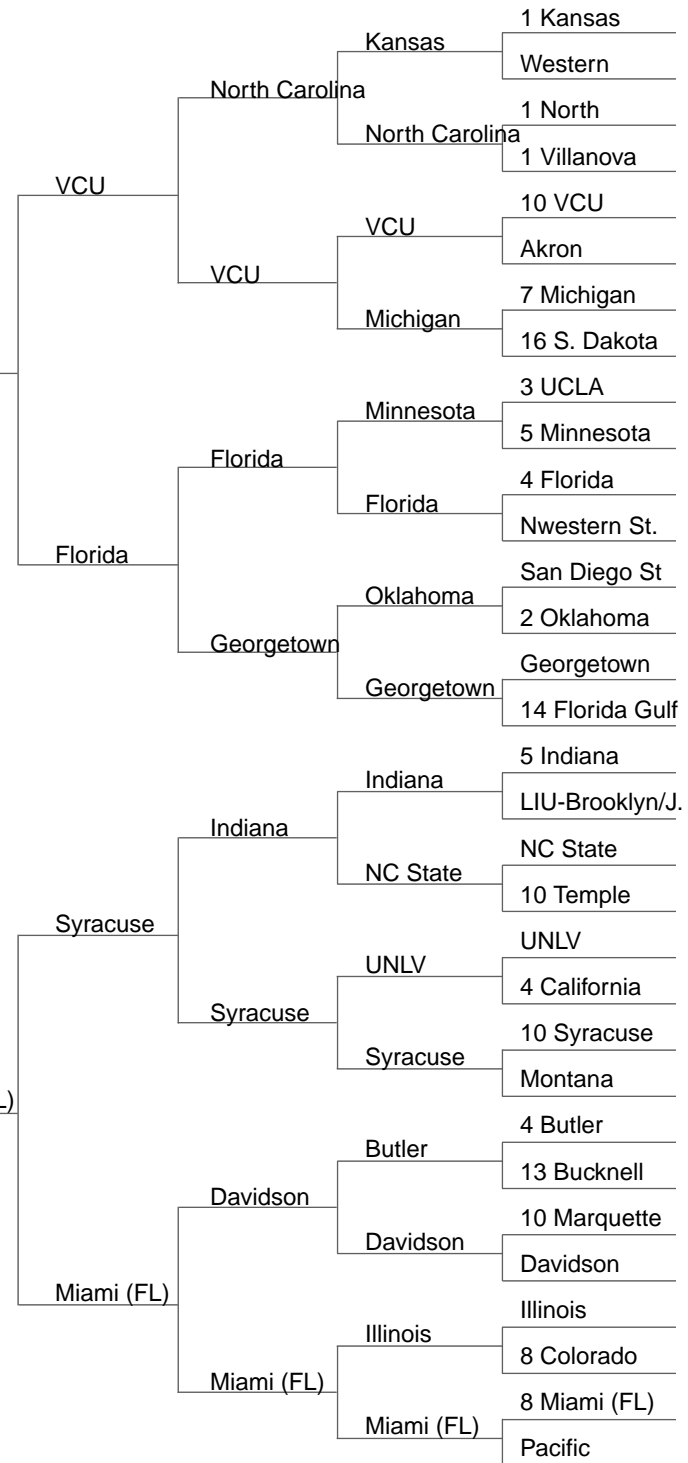 1 Kansas
Kansas
Western
North Carolina
1 North
North Carolina
1 Villanova
VCU
10 VCU
VCU
Akron
VCU
7 Michigan
Michigan
16 S. Dakota
3 UCLA
Minnesota
5 Minnesota
Florida
4 Florida
Florida
Nwestern St.
Florida
San Diego St
Oklahoma
2 Oklahoma
Georgetown
Georgetown
Georgetown
14 Florida Gulf
5 Indiana
Indiana
LIU-Brooklyn/J.
Indiana
NC State
NC State
10 Temple
Syracuse
UNLV
UNLV
4 California
Syracuse
10 Syracuse
Syracuse
Montana
L)
4 Butler
Butler
13 Bucknell
Davidson
10 Marquette
Davidson
Davidson
Miami (FL)
Illinois
Illinois
8 Colorado
Miami (FL)
8 Miami (FL)
Miami (FL)
Pacific